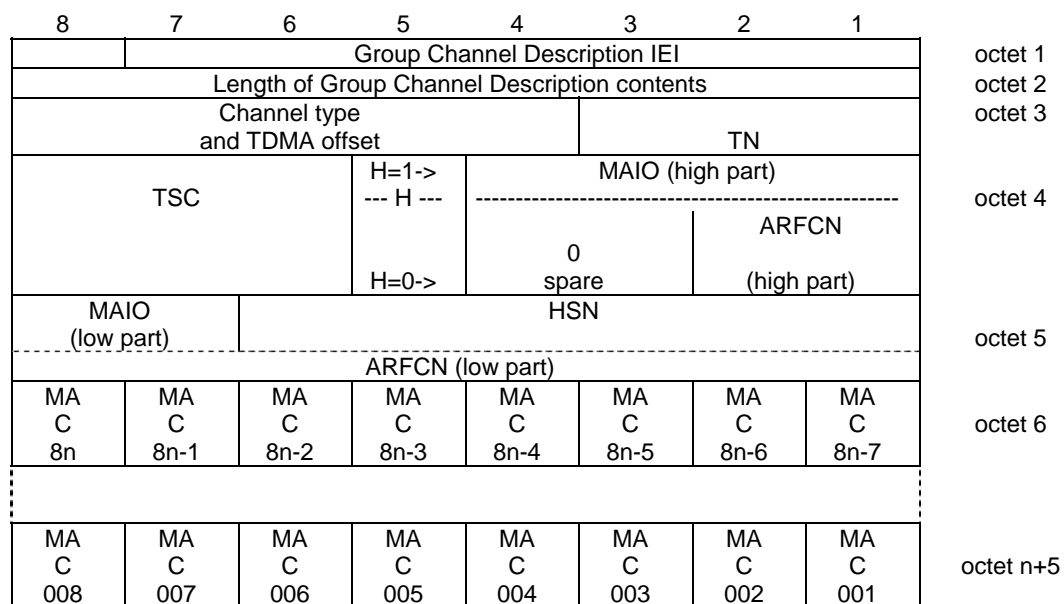 8 7 6 5 4 3 2 1
Group Channel Description IEI octet 1
Length of Group Channel Description contents octet 2
Channel type octet 3
and TDMA offset TN
H=1-> MAIO (high part)
TSC --- H --- ----------------------------------------------------- octet 4
ARFCN
0
H=0-> spare (high part)
MAIO HSN
(low part) octet 5
ARFCN (low part)
MA MA MA MA MA MA MA MA
C C C C C C C C octet 6
8n 8n-1 8n-2 8n-3 8n-4 8n-5 8n-6 8n-7
MA MA MA MA MA MA MA MA
C C C C C C C C octet n+5
008 007 006 005 004 003 002 001